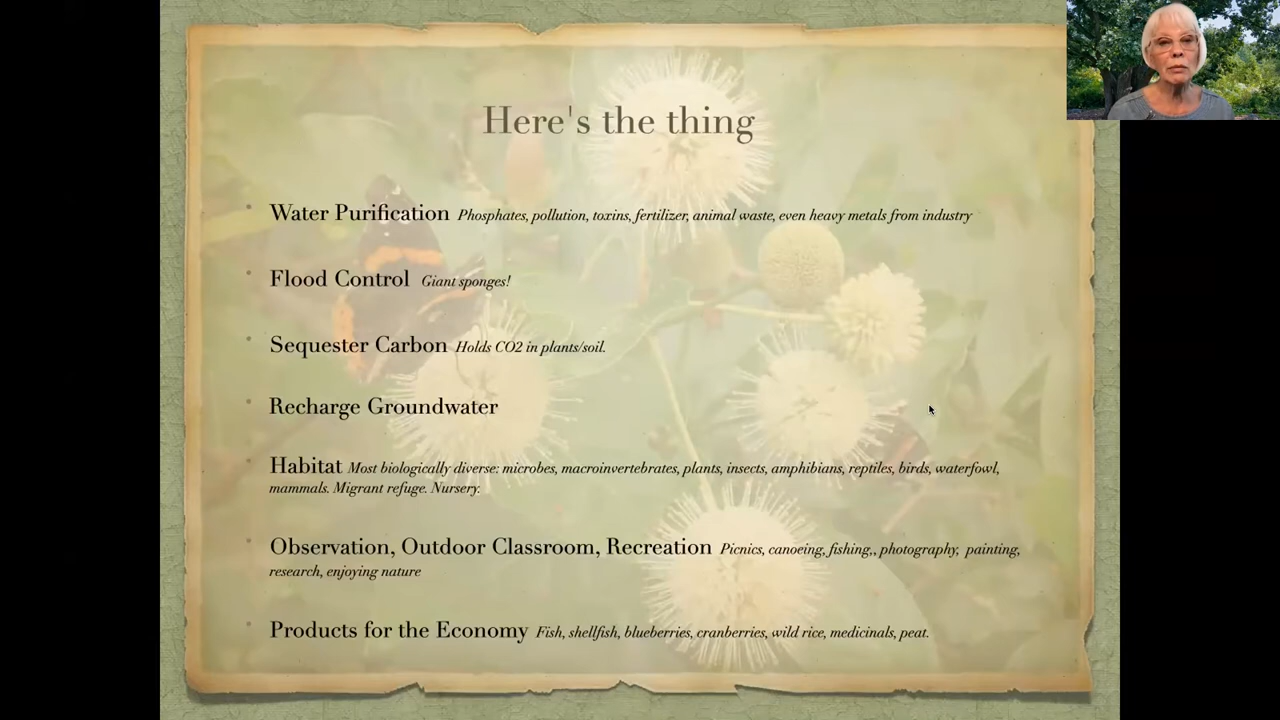 Here's the thing
Water Purification Phosphates, pollution, toxins, fertilizer, animal waste, even heavy metals from industry
Flood Control Giant sponges!
Sequester Carbon Holds CO2 in plants/soil.
Recharge Groundwater
Habitat Most biologically diverse: microbes, macroinvertebrates, plants, insects, amphibians, reptiles, birds, waterfowl,
mammals. Migrant refuge. Nursery.
Observation, Outdoor Classroom, Recreation Picnics, canoeing, fishing,, photography, painting,
research, enjoying nature
Products for the Economy Fish, shellfish, blueberries, cranberries, wild rice, medicinals, peat.